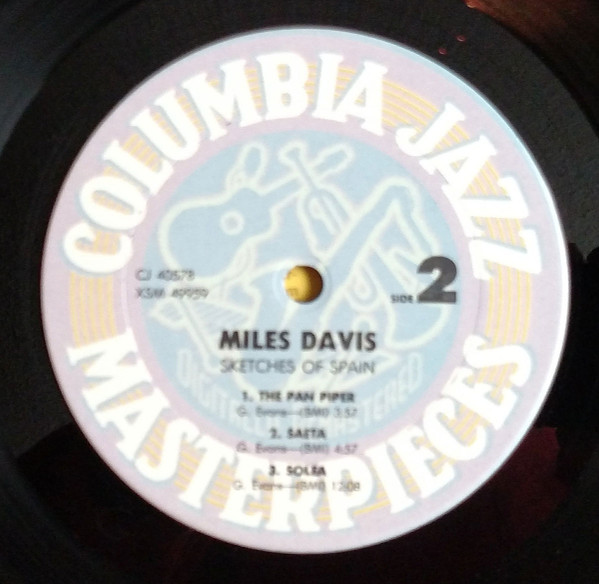 COLUMBIA JAZZ
CJ 40578
XSM 49959
SIDE 2
MILES DAVIS
SKETCHES OF SPAIN
1. THE PAN PIPER
G. Evans—(BMI) 3:57
2. SAETA
G. Evans—(BMI) 4:57
3. SOLEA
G. Evans—(BMI) 12:08
DIGITALLY REMASTERED
MASTERPIECES